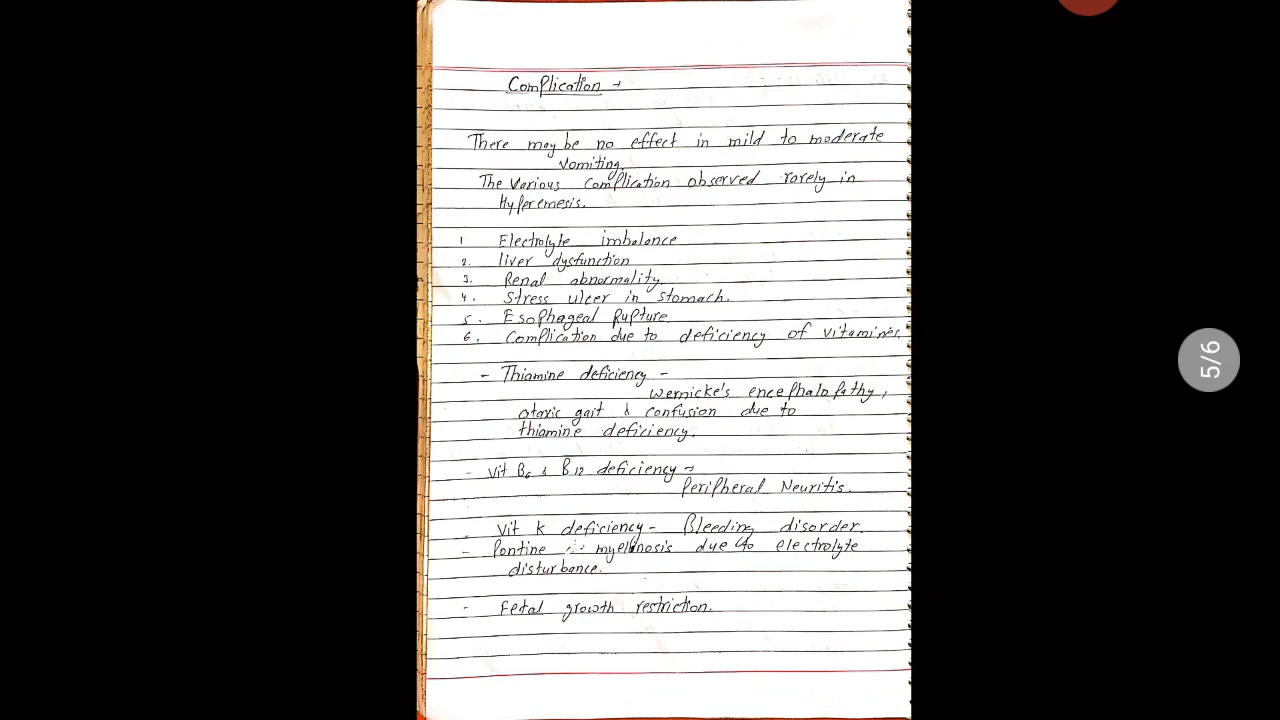 Complication →
There may be no effect in mild to moderate
vomiting.
The various complication observed rarely in
Hyperemesis.
1 Electrolyte imbalance
2. liver dysfunction
3. Renal abnormality.
4. Stress ulcer in stomach.
5. Esophageal Rupture
6. Complication due to deficiency of vitamines.
- Thiamine deficiency -
wernicke's encephalopathy,
ataxic gait & confusion due to
thiamine deficiency.
- Vit B6 & B12 deficiency →
Peripheral Neuritis.
- Vit K deficiency - Bleeding disorder.
- Pontine myelinosis due to electrolyte
disturbance.
- Fetal growth restriction.
5/6